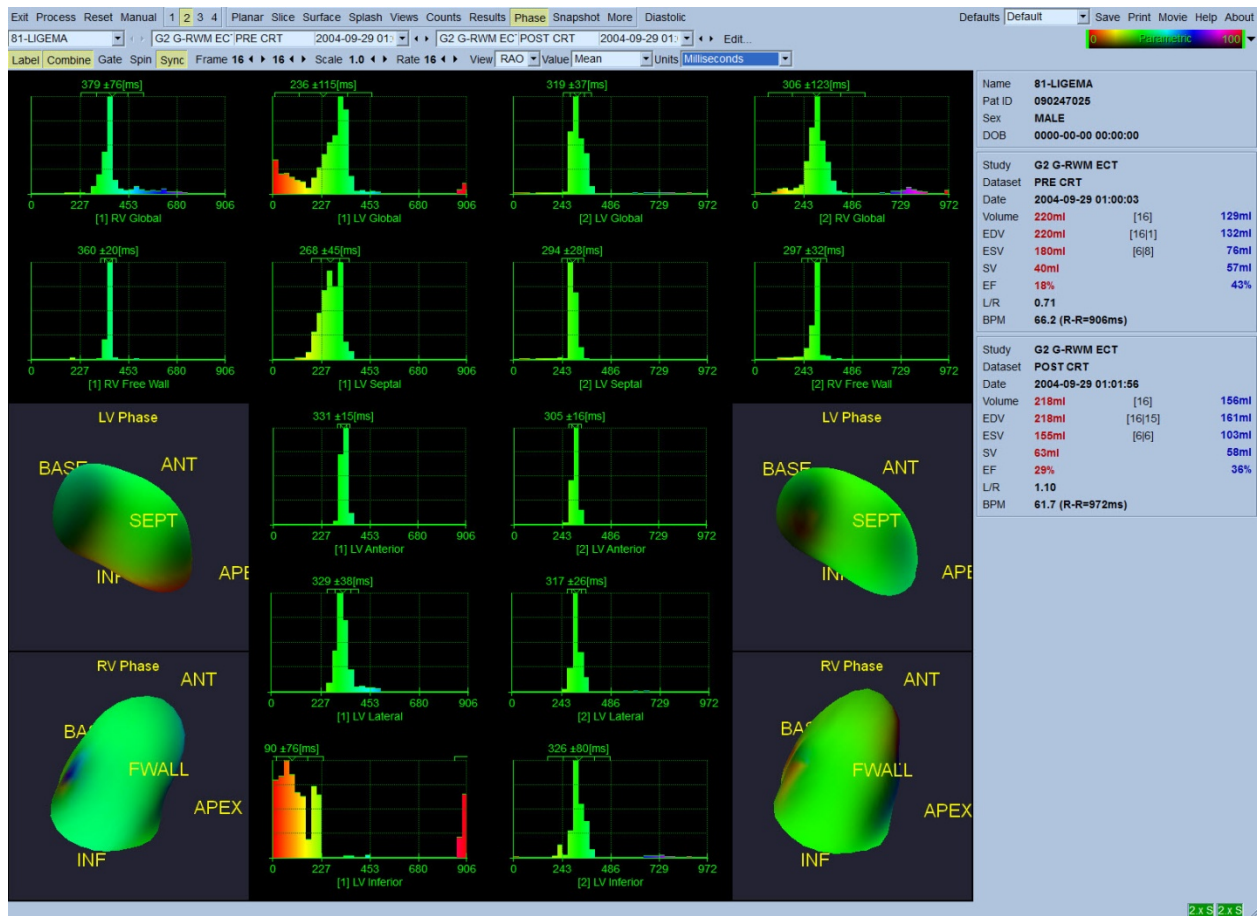 Exit Process Reset Manual 1 2 3 4 Planar Slice Surface Splash Views Counts Results Phase Snapshot More Diastolic Defaults Default Save Print Movie Help About
81-LIGEMA G2 G-RWM EC PRE CRT 2004-09-29 01: G2 G-RWM EC POST CRT 2004-09-29 01: Edit... 0 Parametric 100
Label Combine Gate Spin Sync Frame 16 16 Scale 1.0 Rate 16 View RAO Value Mean Units Milliseconds
379 ±76[ms] 236 ±115[ms] 319 ±37[ms] 306 ±123[ms]
0 227 453 680 906 0 227 453 680 906 0 243 486 729 972 0 243 486 729 972
[1] RV Global [1] LV Global [2] LV Global [2] RV Global
360 ±20[ms] 268 ±45[ms] 294 ±28[ms] 297 ±32[ms]
0 227 453 680 906 0 227 453 680 906 0 243 486 729 972 0 243 486 729 972
[1] RV Free Wall [1] LV Septal [2] LV Septal [2] RV Free Wall
LV Phase
BASE ANT
SEPT
INF APE
331 ±15[ms] 305 ±16[ms]
0 227 453 680 906 0 243 486 729 972
[1] LV Anterior [2] LV Anterior
LV Phase
BASE ANT
SEPT
INF APE
329 ±38[ms] 317 ±26[ms]
0 227 453 680 906 0 243 486 729 972
[1] LV Lateral [2] LV Lateral
RV Phase
ANT
BA
FWALL
APEX
INF
90 ±76[ms] 326 ±80[ms]
0 227 453 680 906 0 243 486 729 972
[1] LV Inferior [2] LV Inferior
RV Phase
ANT
BA
FWALL
APEX
INF
Name 81-LIGEMA
Pat ID 090247025
Sex MALE
DOB 0000-00-00 00:00:00
Study G2 G-RWM ECT
Dataset PRE CRT
Date 2004-09-29 01:00:03
Volume 220ml [16] 129ml
EDV 220ml [16|1] 132ml
ESV 180ml [6|8] 76ml
SV 40ml 57ml
EF 18% 43%
L/R 0.71
BPM 66.2 (R-R=906ms)
Study G2 G-RWM ECT
Dataset POST CRT
Date 2004-09-29 01:01:56
Volume 218ml [16] 156ml
EDV 218ml [16|15] 161ml
ESV 155ml [6|6] 103ml
SV 63ml 58ml
EF 29% 36%
L/R 1.10
BPM 61.7 (R-R=972ms)
2.x S 2.x S